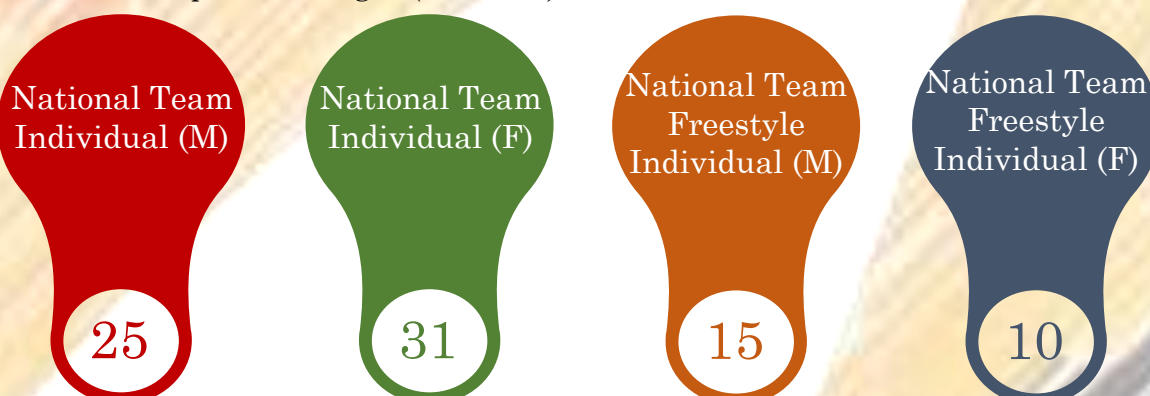 National Team
Individual (M)
25
National Team
Individual (F)
31
National Team
Freestyle
Individual (M)
15
National Team
Freestyle
Individual (F)
10